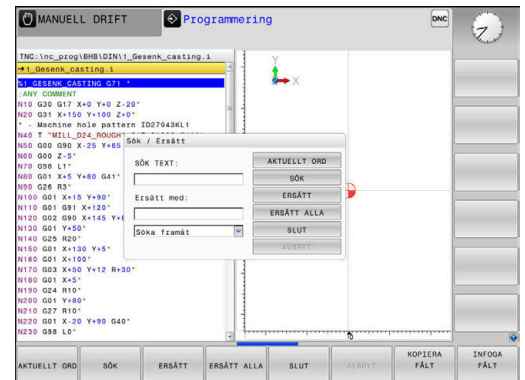 MANUELL DRIFT
Programmering
DNC
TNC:\nc_prog\BHB\DIN\1_Gesenk_casting.i
→1_Gesenk_casting.i
%1_GESENK_CASTING G71 *
;ANY COMMENT
N10 G30 G17 X+0 Y+0 Z-20*
N20 G31 X+150 Y+100 Z+0*
* - Machine hole pattern ID27943KL1
N40 T "MILL_D24_ROUGH"
N50 G00 G90 X-25 Y+65
N60 G00 Z-5*
N70 G98 L1*
N80 G01 X+5 Y+80 G41*
N90 G26 R3*
N100 G01 X+15 Y+90*
N110 G01 G91 X+120*
N120 G02 G90 X+145 Y+
N130 G01 Y+50*
N140 G25 R20*
N150 G01 X+130 Y+5*
N160 G01 X+100*
N170 G03 X+50 Y+12 R+30*
N180 G01 X+5*
N190 G24 R10*
N200 G01 Y+80*
N210 G27 R10*
N220 G01 X-20 Y+90 G40*
N230 G98 L0*
Y
X
0
Sök / Ersätt
SÖK TEXT:
Ersätt med:
Söka framåt
AKTUELLT ORD
SÖK
ERSÄTT
ERSÄTT ALLA
SLUT
AVBRYT
AKTUELLT ORD
SÖK
ERSÄTT
ERSÄTT ALLA
SLUT
AVBRYT
KOPIERA FÄLT
INFOGA FÄLT